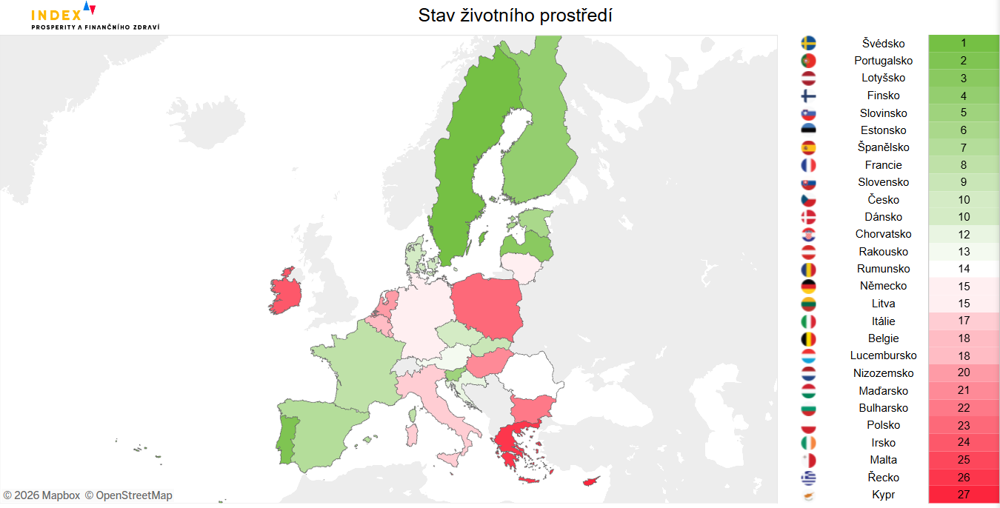 INDEX
PROSPERITY A FINANČNÍHO ZDRAVÍ
Stav životního prostředí
Švédsko 1
Portugalsko 2
Lotyšsko 3
Finsko 4
Slovinsko 5
Estonsko 6
Španělsko 7
Francie 8
Slovensko 9
Česko 10
Dánsko 10
Chorvatsko 12
Rakousko 13
Rumunsko 14
Německo 15
Litva 15
Itálie 17
Belgie 18
Lucembursko 18
Nizozemsko 20
Maďarsko 21
Bulharsko 22
Polsko 23
Irsko 24
Malta 25
Řecko 26
Kypr 27
© 2026 Mapbox © OpenStreetMap